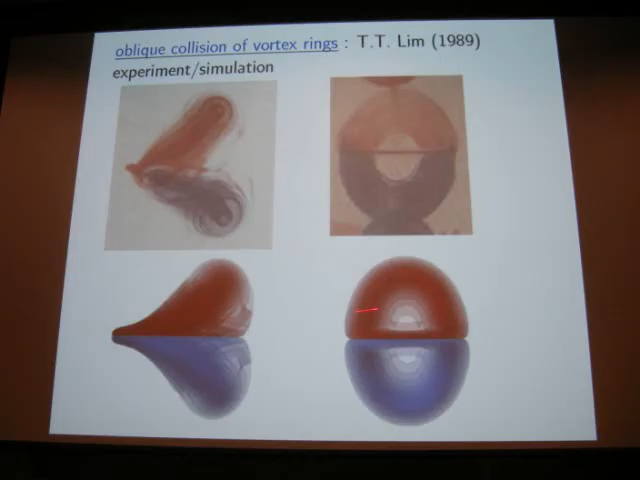 oblique collision of vortex rings : T.T. Lim (1989)
experiment/simulation